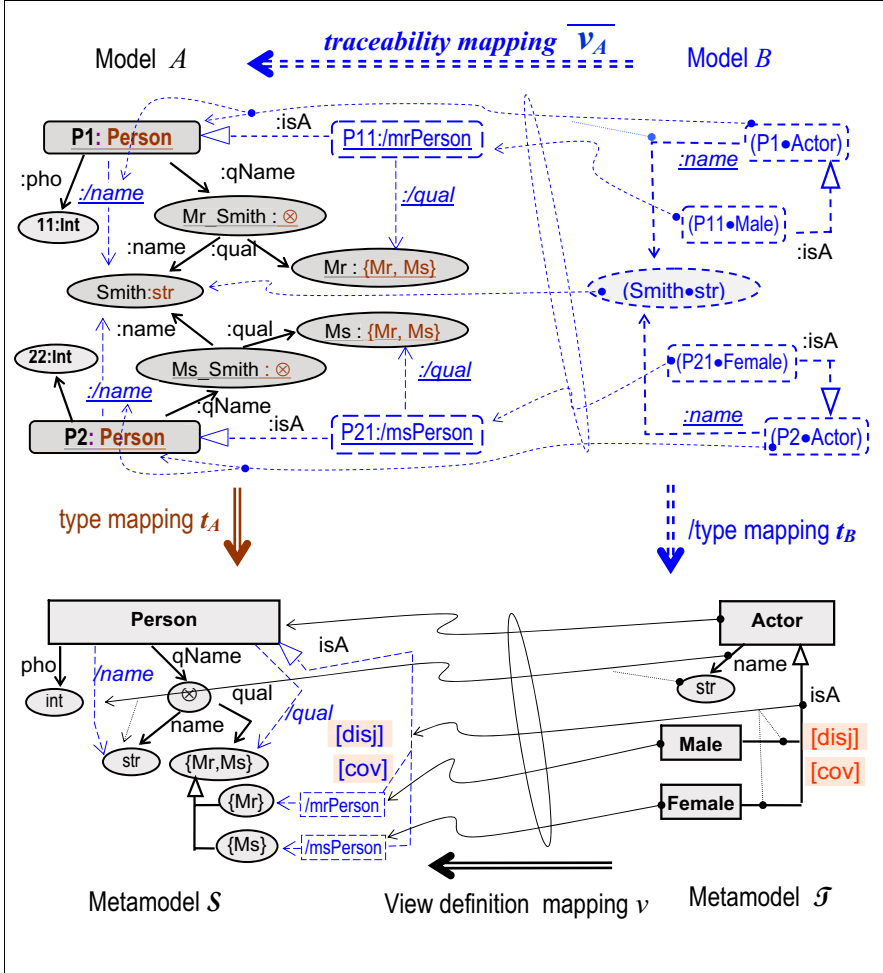 traceability mapping v_A
Model A
Model B
:isA
P1: Person
P11:/mrPerson
(P1●Actor)
:pho
:/name
:qName
:/qual
:name
11:Int
Mr_Smith : ⊗
(P11●Male)
:name
:qual
:isA
Mr : {Mr, Ms}
Smith:str
(Smith●str)
:name
:qual
Ms : {Mr, Ms}
22:Int
:isA
Ms_Smith : ⊗
(P21●Female)
:/name
:/qual
:qName
:name
:isA
P2: Person
P21:/msPerson
(P2●Actor)
type mapping t_A
/type mapping t_B
Person
Actor
isA
pho
/name
qName
name
int
⊗
qual
str
isA
name
/qual
[disj]
[disj]
Male
str
{Mr,Ms}
[cov]
[cov]
{Mr}
/mrPerson
Female
{Ms}
/msPerson
Metamodel S
View definition mapping v
Metamodel T